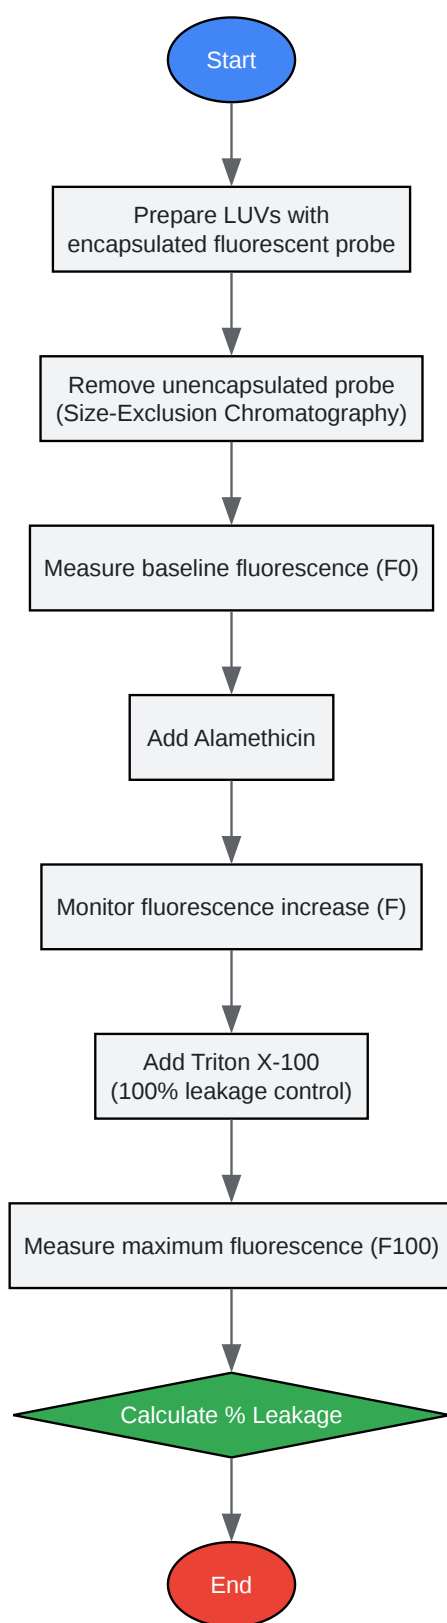 Start
Prepare LUVs with
encapsulated fluorescent probe
Remove unencapsulated probe
(Size-Exclusion Chromatography)
Measure baseline fluorescence (F0)
Add Alamethicin
Monitor fluorescence increase (F)
Add Triton X-100
(100% leakage control)
Measure maximum fluorescence (F100)
Calculate % Leakage
End